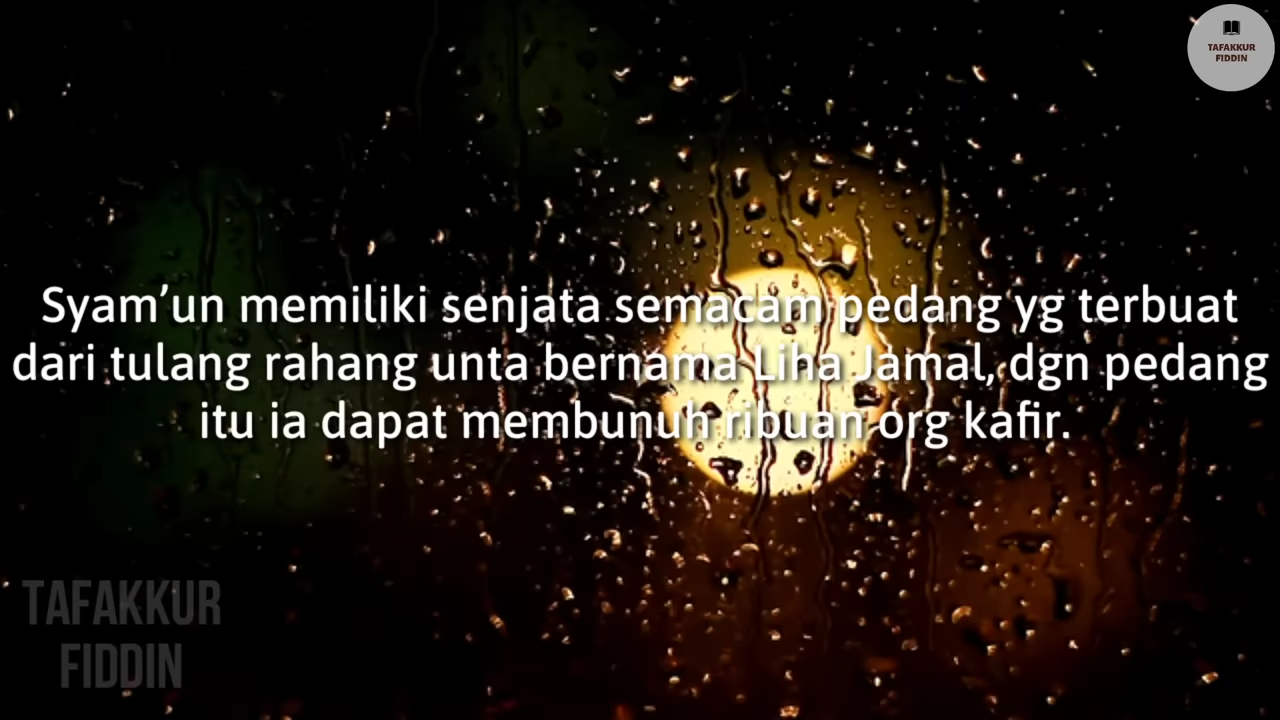 TAFAKKUR
FIDDIN
Syam’un memiliki senjata semacam pedang yg terbuat
dari tulang rahang unta bernama Liha Jamal, dgn pedang
itu ia dapat membunuh ribuan org kafir.
TAFAKKUR
FIDDIN